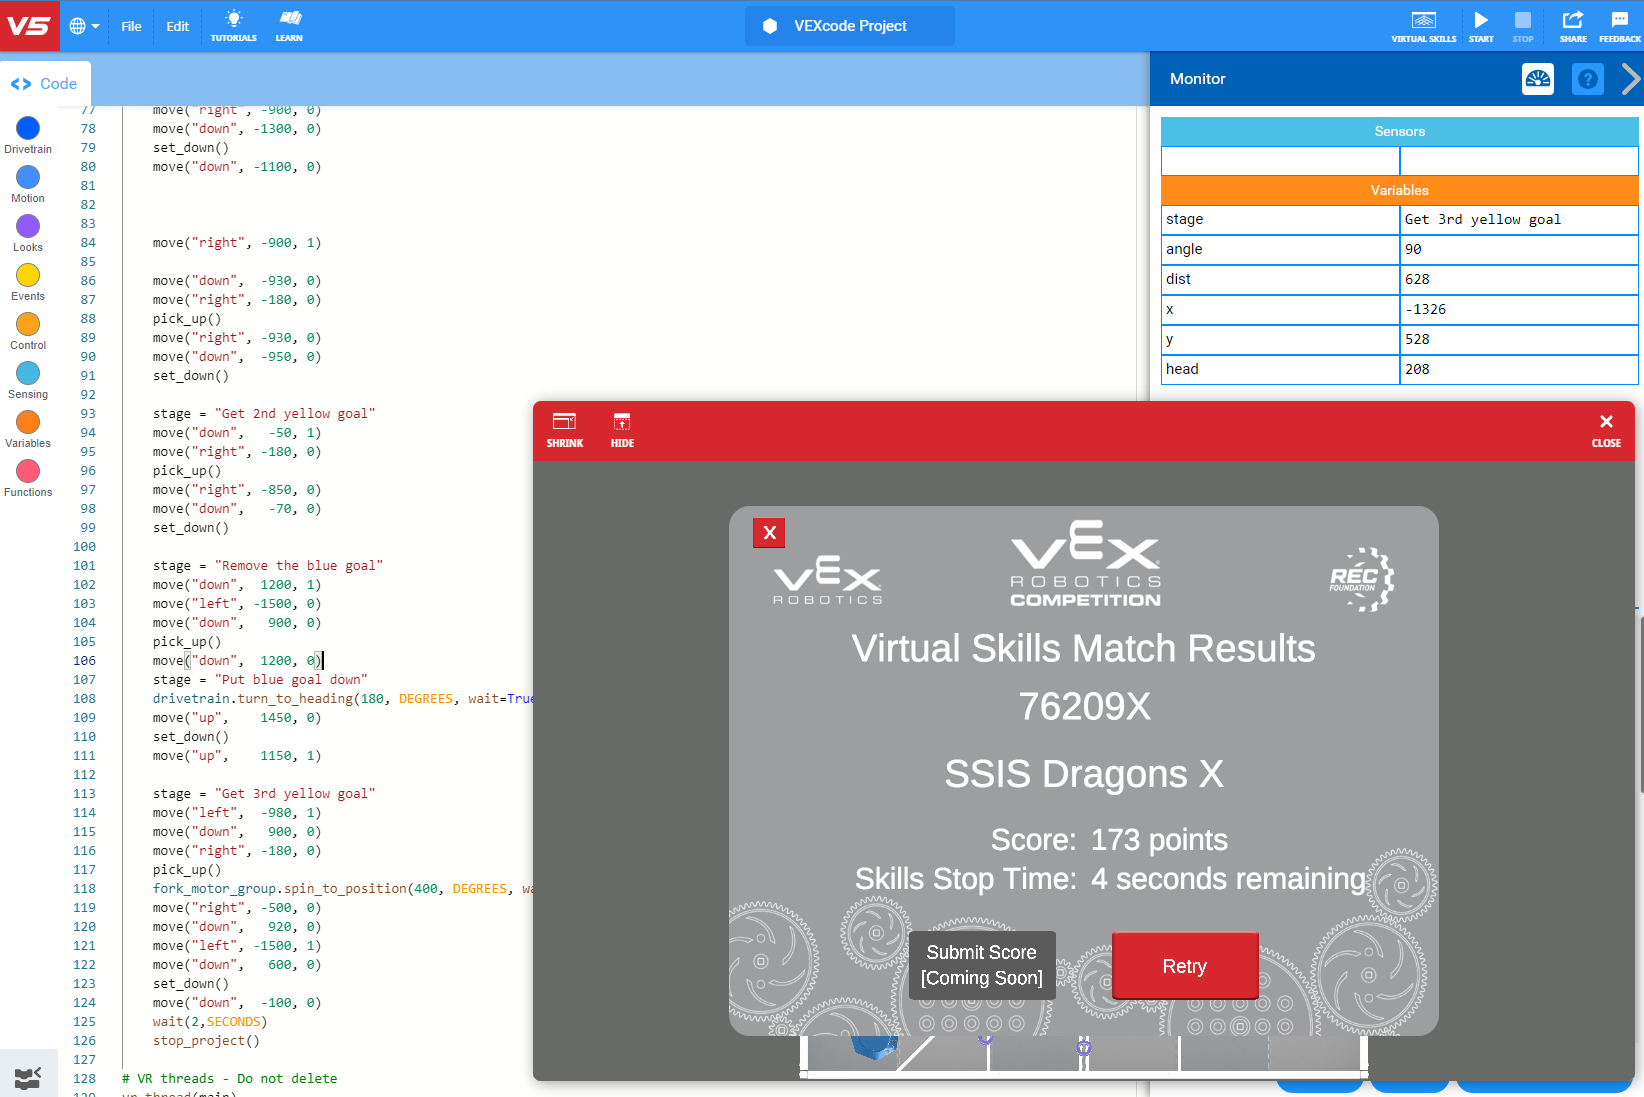 V5
File
Edit
TUTORIALS
LEARN
VEXcode Project
VIRTUAL SKILLS
START
STOP
SHARE
FEEDBACK
<> Code
Monitor
?
Drivetrain
Motion
Looks
Events
Control
Sensing
Variables
Functions
77 move("right", -900, 0)
78 move("down", -1300, 0)
79 set_down()
80 move("down", -1100, 0)
81
82
83
84 move("right", -900, 1)
85
86 move("down",  -930, 0)
87 move("right", -180, 0)
88 pick_up()
89 move("right", -930, 0)
90 move("down",  -950, 0)
91 set_down()
92
93 stage = "Get 2nd yellow goal"
94 move("down",   -50, 1)
95 move("right", -180, 0)
96 pick_up()
97 move("right", -850, 0)
98 move("down",   -70, 0)
99 set_down()
100
101 stage = "Remove the blue goal"
102 move("down",  1200, 1)
103 move("left", -1500, 0)
104 move("down",   900, 0)
105 pick_up()
106 move("down",  1200, 0)
107 stage = "Put blue goal down"
108 drivetrain.turn_to_heading(180, DEGREES, wait=True
109 move("up",    1450, 0)
110 set_down()
111 move("up",    1150, 1)
112
113 stage = "Get 3rd yellow goal"
114 move("left",  -980, 1)
115 move("down",   900, 0)
116 move("right", -180, 0)
117 pick_up()
118 fork_motor_group.spin_to_position(400, DEGREES, wa
119 move("right", -500, 0)
120 move("down",   920, 0)
121 move("left", -1500, 1)
122 move("down",   600, 0)
123 set_down()
124 move("down",  -100, 0)
125 wait(2,SECONDS)
126 stop_project()
127
128 # VR threads - Do not delete
129 vr_thread(main)
Sensors
Variables
stage Get 3rd yellow goal
angle 90
dist 628
x -1326
y 528
head 208
SHRINK
HIDE
CLOSE
X
VEX ROBOTICS
VEX ROBOTICS COMPETITION
REC FOUNDATION
Virtual Skills Match Results
76209X
SSIS Dragons X
Score: 173 points
Skills Stop Time: 4 seconds remaining
Submit Score
[Coming Soon]
Retry